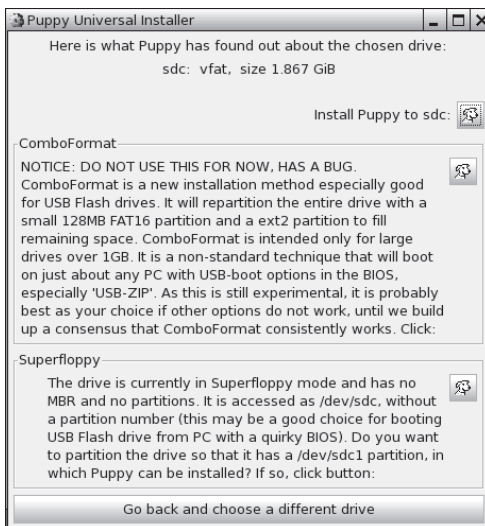 Puppy Universal Installer
Here is what Puppy has found out about the chosen drive:
sdc: vfat, size 1.867 GiB
Install Puppy to sdc:
ComboFormat
NOTICE: DO NOT USE THIS FOR NOW, HAS A BUG.
ComboFormat is a new installation method especially good
for USB Flash drives. It will repartition the entire drive with a
small 128MB FAT16 partition and a ext2 partition to fill
remaining space. ComboFormat is intended only for large
drives over 1GB. It is a non-standard technique that will boot
on just about any PC with USB-boot options in the BIOS,
especially 'USB-ZIP'. As this is still experimental, it is probably
best as your choice if other options do not work, until we build
up a consensus that ComboFormat consistently works. Click:
Superfloppy
The drive is currently in Superfloppy mode and has no
MBR and no partitions. It is accessed as /dev/sdc, without
a partition number (this may be a good choice for booting
USB Flash drive from PC with a quirky BIOS). Do you want
to partition the drive so that it has a /dev/sdc1 partition, in
which Puppy can be installed? If so, click button:
Go back and choose a different drive